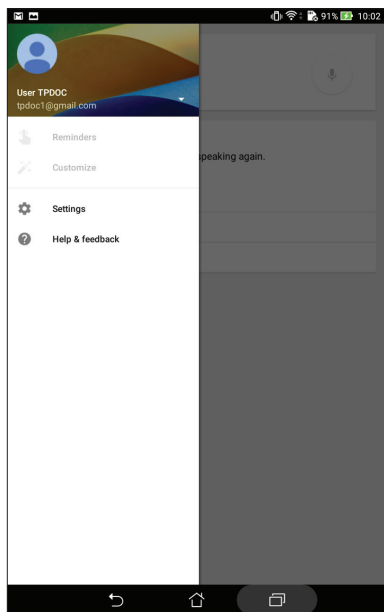 91% 10:02
User TPDOC
tpdoc1@gmail.com
Reminders
Customize
speaking again.
Settings
Help & feedback